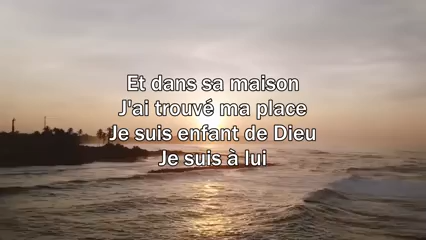 Et dans sa maison
J'ai trouvé ma place
Je suis enfant de Dieu
Je suis à lui